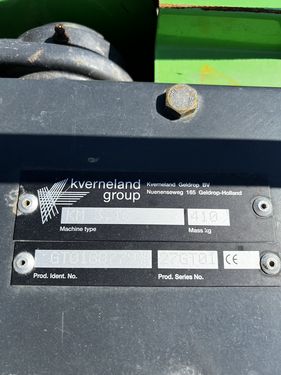 kverneland
group
Kverneland Geldrop BV
Nuenenseweg 165 Geldrop-Holland
410
Machine type
Mass kg
27GT01
CE
Prod. Ident. No.
Prod. Series No.